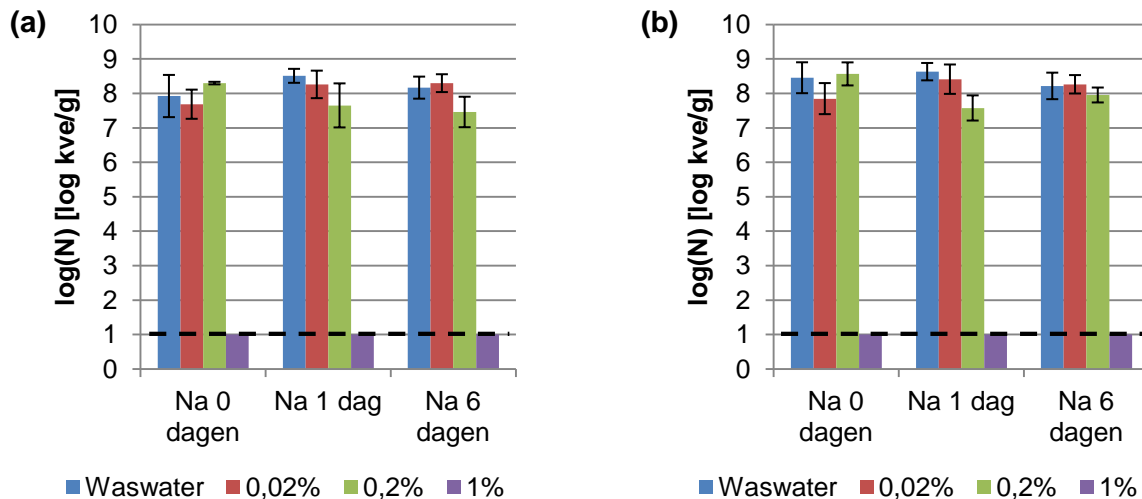 (a)
log(N) [log kve/g]
10
9
8
7
6
5
4
3
2
1
0
Na 0 dagen
Na 1 dag
Na 6 dagen
Waswater 0,02% 0,2% 1%
(b)
log(N) [log kve/g]
10
9
8
7
6
5
4
3
2
1
0
Na 0 dagen
Na 1 dag
Na 6 dagen
Waswater 0,02% 0,2% 1%